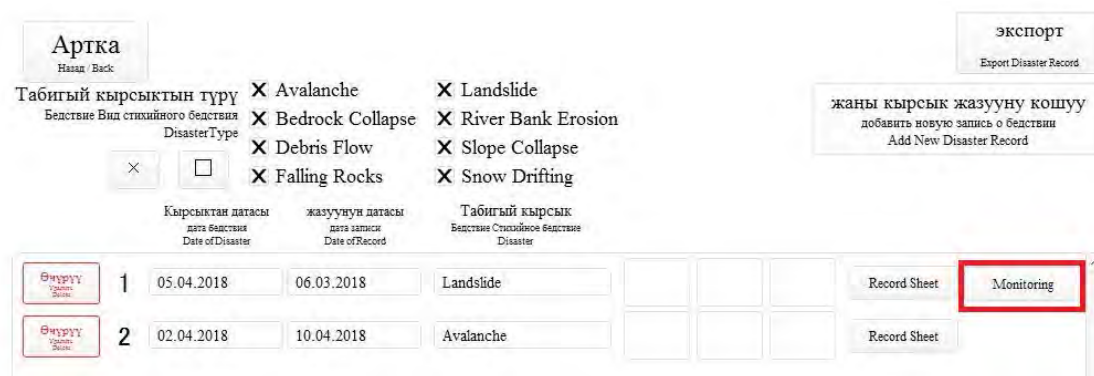 Артка
Назад / Back
экспорт
Export Disaster Record
Табигый кырсыктын түрү
Бедствие Вид стихийного бедствия
DisasterType
X Avalanche
X Bedrock Collapse
X Debris Flow
X Falling Rocks
X Landslide
X River Bank Erosion
X Slope Collapse
X Snow Drifting
жаңы кырсык жазууну кошуу
добавить новую запись о бедствии
Add New Disaster Record
Кырсыктан датасы
дата бедствия
Date of Disaster
жазуунун датасы
дата записи
Date of Record
Табигый кырсык
Бедствие Стихийное бедствие
Disaster
Өчүрүү
Удалить
Delete
1 05.04.2018 06.03.2018 Landslide Record Sheet Monitoring
Өчүрүү
Удалить
Delete
2 02.04.2018 10.04.2018 Avalanche Record Sheet